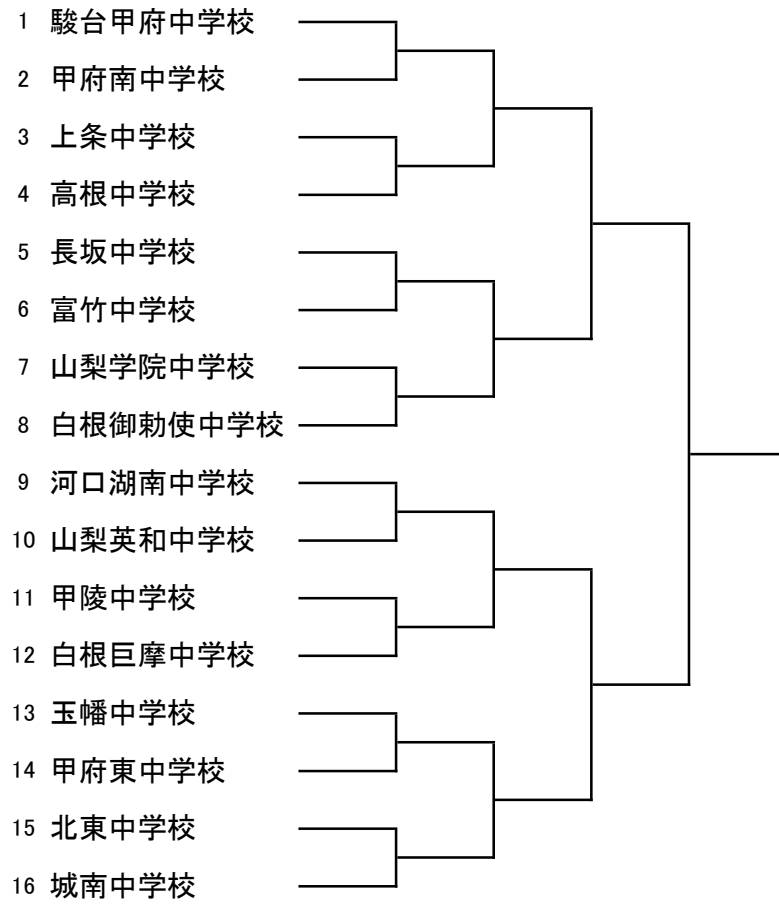 1 駿台甲府中学校
2 甲府南中学校
3 上条中学校
4 高根中学校
5 長坂中学校
6 富竹中学校
7 山梨学院中学校
8 白根御勅使中学校
9 河口湖南中学校
10 山梨英和中学校
11 甲陵中学校
12 白根巨摩中学校
13 玉幡中学校
14 甲府東中学校
15 北東中学校
16 城南中学校